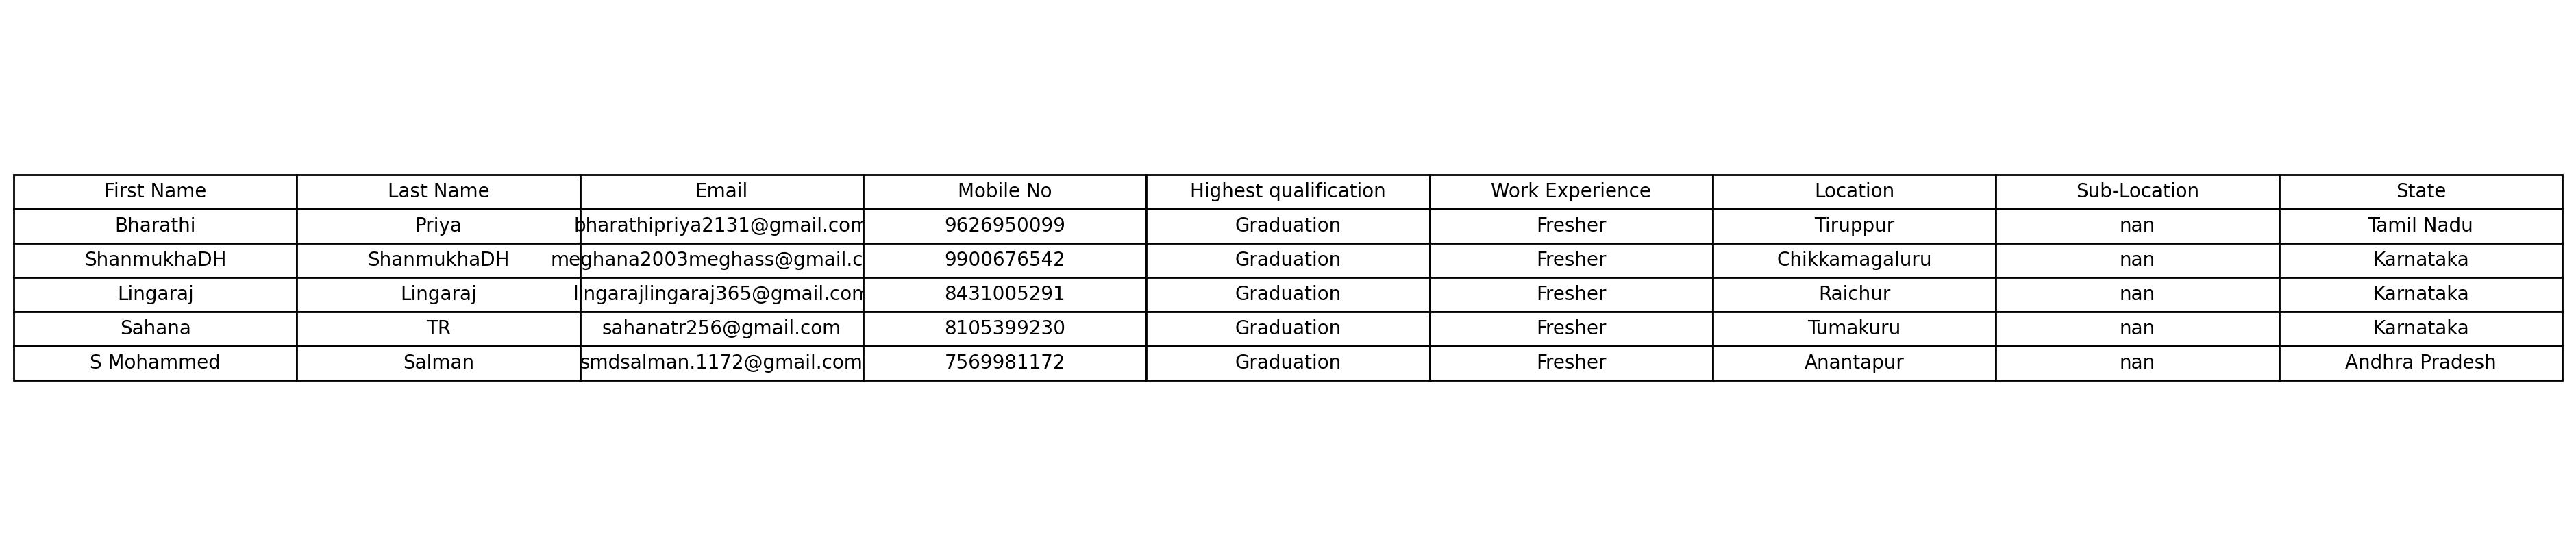 First Name Last Name Email Mobile No Highest qualification Work Experience Location Sub-Location State
Bharathi Priya bharathipriya2131@gmail.com 9626950099 Graduation Fresher Tiruppur nan Tamil Nadu
ShanmukhaDH ShanmukhaDH meghana2003meghass@gmail.c 9900676542 Graduation Fresher Chikkamagaluru nan Karnataka
Lingaraj Lingaraj lingarajlingaraj365@gmail.com 8431005291 Graduation Fresher Raichur nan Karnataka
Sahana TR sahanatr256@gmail.com 8105399230 Graduation Fresher Tumakuru nan Karnataka
S Mohammed Salman smdsalman.1172@gmail.com 7569981172 Graduation Fresher Anantapur nan Andhra Pradesh